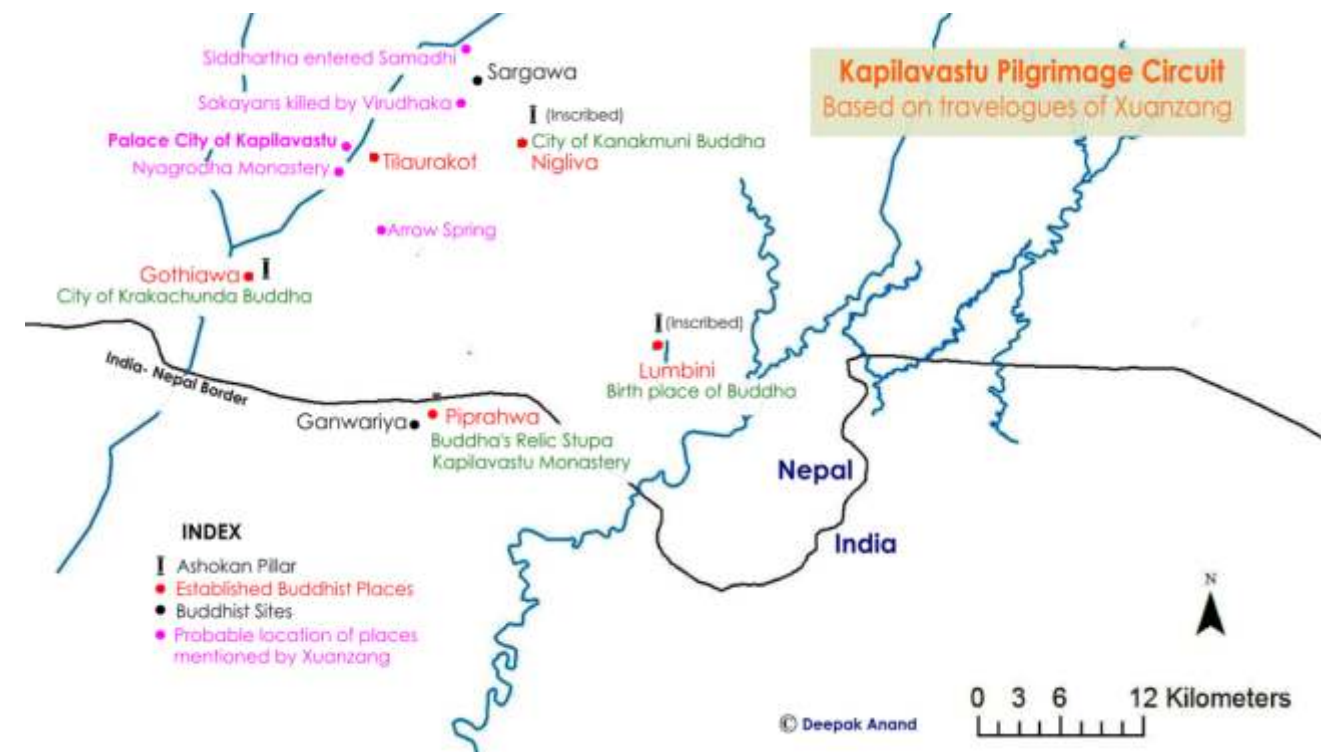 Kapilavastu Pilgrimage Circuit
Based on travelogues of Xuanzang
Siddhartha entered Samadhi
Sargawa
Sakayans killed by Virudhaka
(Inscribed)
Palace City of Kapilavastu
City of Kanakmuni Buddha
Tilaurakot
Nigliva
Nyagrodha Monastery
Arraw Spring
Gothiawa
City of Krakachunda Buddha
(Inscribed)
India- Nepal Border
Lumbini
Birth place of Buddha
Ganwariya
Piprahwa
Buddha's Relic Stupa
Kapilavastu Monastery
Nepal
India
INDEX
Ashokan Pillar
Established Buddhist Places
Buddhist Sites
Probable location of places
mentioned by Xuanzang
N
0 3 6 12 Kilometers
© Deepak Anand